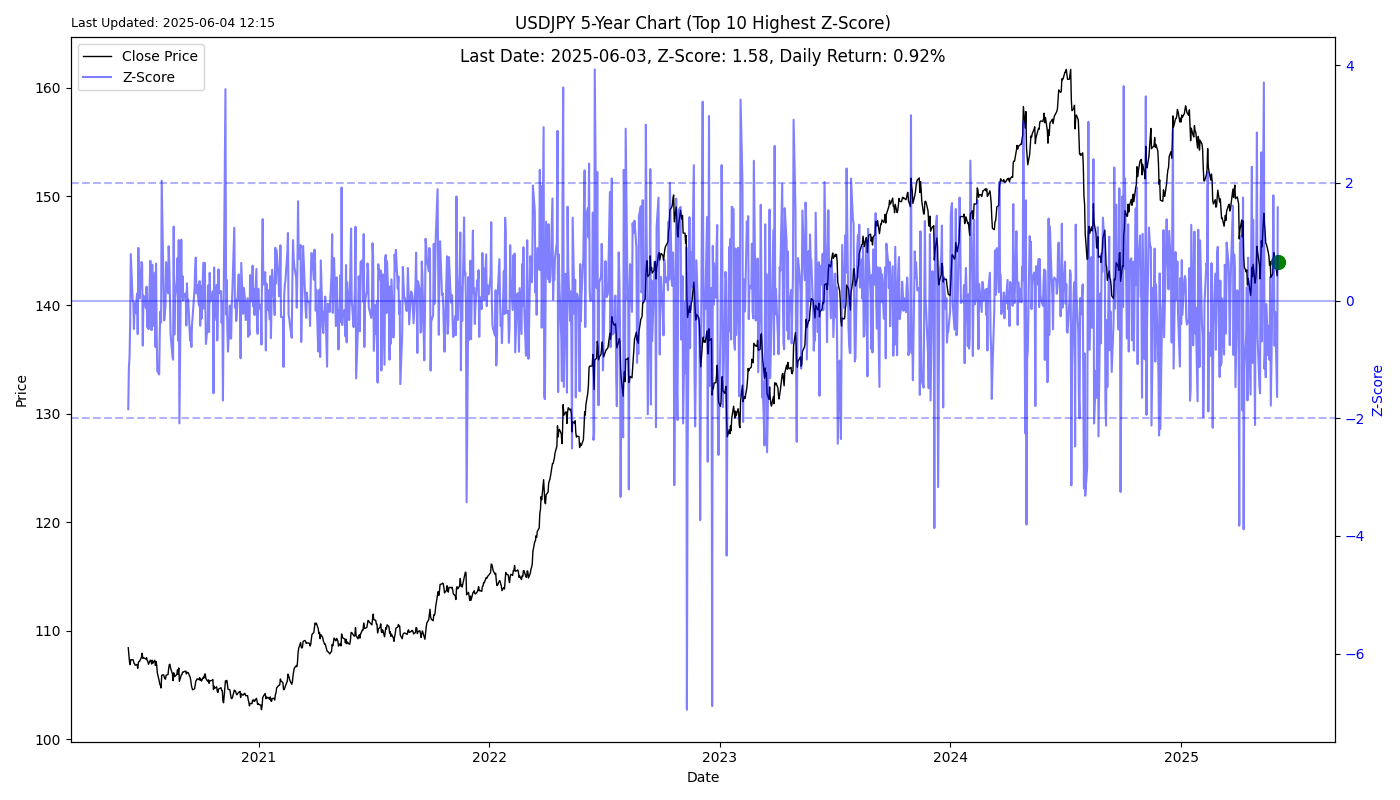 Last Updated: 2025-06-04 12:15
USDJPY 5-Year Chart (Top 10 Highest Z-Score)
Last Date: 2025-06-03, Z-Score: 1.58, Daily Return: 0.92%
Close Price
Z-Score
160
150
140
130
120
110
100
Price
4
2
0
−2
−4
−6
Z-Score
2021
2022
2023
2024
2025
Date